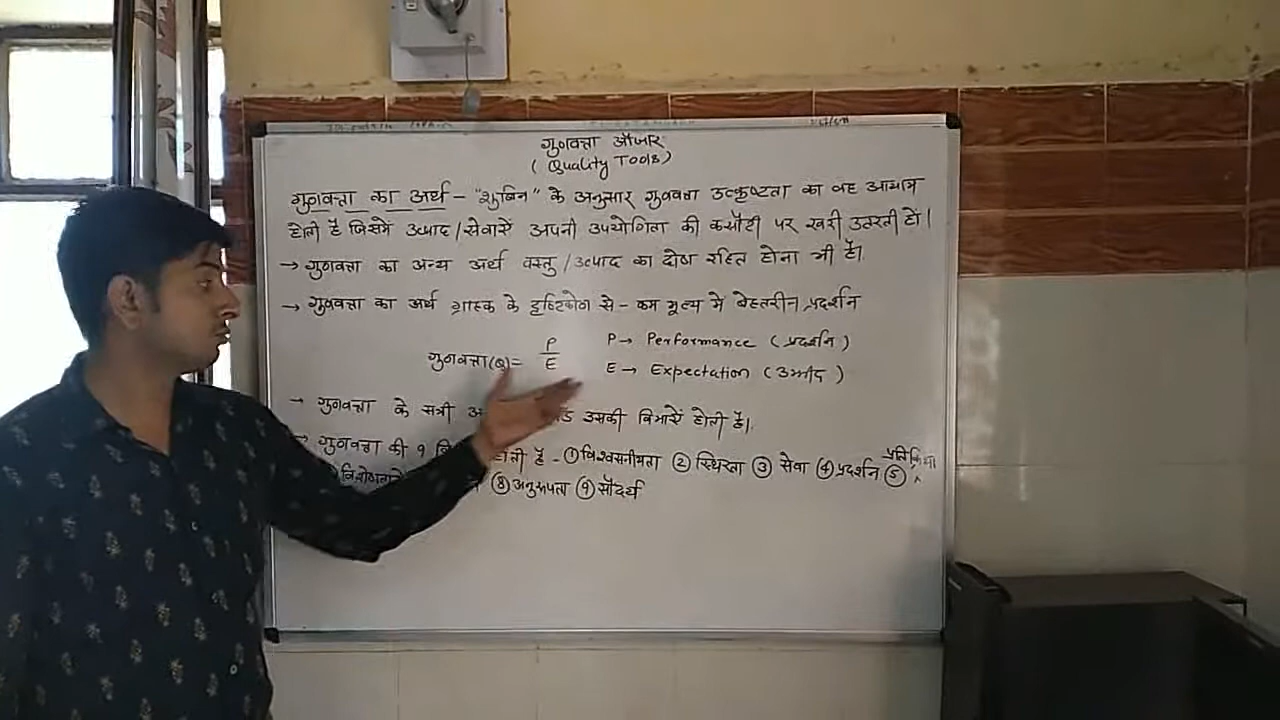 गुणवत्ता औजार
(Quality Tools)
गुणवत्ता का अर्थ - "शुबिन" के अनुसार गुणवत्ता उत्कृष्टता का वह आयाम
होती है जिसमें उत्पाद/सेवाएं अपनी उपयोगिता की कसौटी पर खरी उतरती हो।
→ गुणवत्ता का अन्य अर्थ वस्तु/उत्पाद का दोष रहित होना भी है।
→ गुणवत्ता का अर्थ ग्राहक के दृष्टिकोण से - कम मूल्य में बेहतरीन प्रदर्शन
गुणवत्ता(Q) = P/E
P → Performance (प्रदर्शन)
E → Expectation (उम्मीद)
→ गुणवत्ता के सभी उसकी विमाऐं होती है।
→ गुणवत्ता की 9 होती है - ① विश्वसनीयता ② स्थिरता ③ सेवा ④ प्रदर्शन ⑤ प्रतिक्रिया
⑧ अनुरूपता ⑨ सौंदर्य